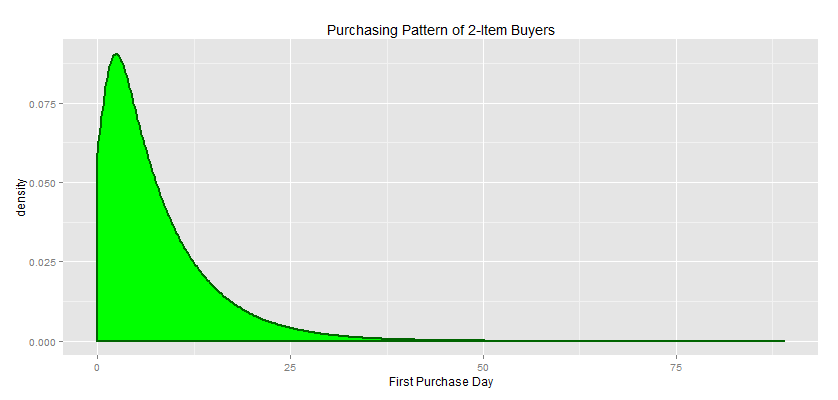 Purchasing Pattern of 2-Item Buyers
density
0.075
0.050
0.025
0.000
0
25
50
75
First Purchase Day